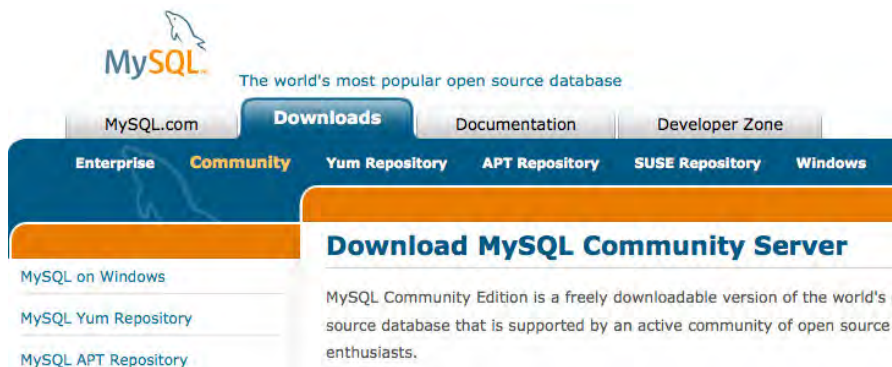 MySQL
The world's most popular open source database
MySQL.com Downloads Documentation Developer Zone
Enterprise Community Yum Repository APT Repository SUSE Repository Windows
Download MySQL Community Server
MySQL on Windows
MySQL Yum Repository
MySQL APT Repository
MySQL Community Edition is a freely downloadable version of the world's
source database that is supported by an active community of open source
enthusiasts.